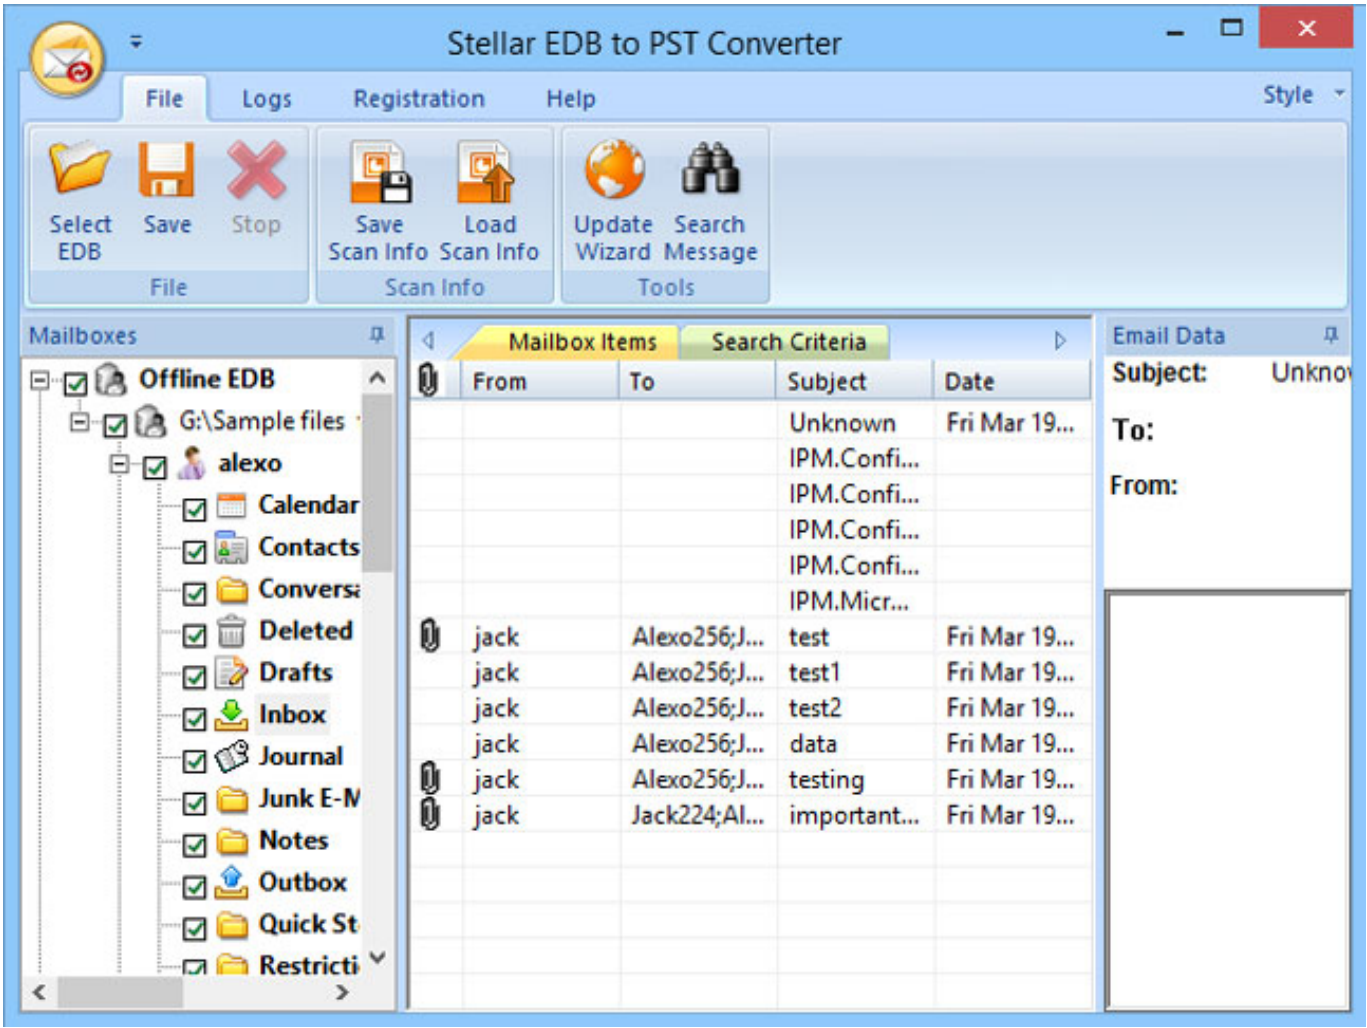 Stellar EDB to PST Converter
File Logs Registration Help Style
Select EDB
Save
Stop
Save Scan Info
Load Scan Info
Update Wizard
Search Message
File Scan Info Tools
Mailboxes
Offline EDB
G:\Sample files
alexo
Calendar
Contacts
Conversa
Deleted
Drafts
Inbox
Journal
Junk E-M
Notes
Outbox
Quick St
Restricti
Mailbox Items Search Criteria
From To Subject Date
Unknown Fri Mar 19...
IPM.Confi...
IPM.Confi...
IPM.Confi...
IPM.Confi...
IPM.Micr...
jack Alexo256;J... test Fri Mar 19...
jack Alexo256;J... test1 Fri Mar 19...
jack Alexo256;J... test2 Fri Mar 19...
jack Alexo256;J... data Fri Mar 19...
jack Alexo256;J... testing Fri Mar 19...
jack Jack224;Al... important... Fri Mar 19...
Email Data
Subject: Unknov
To:
From: